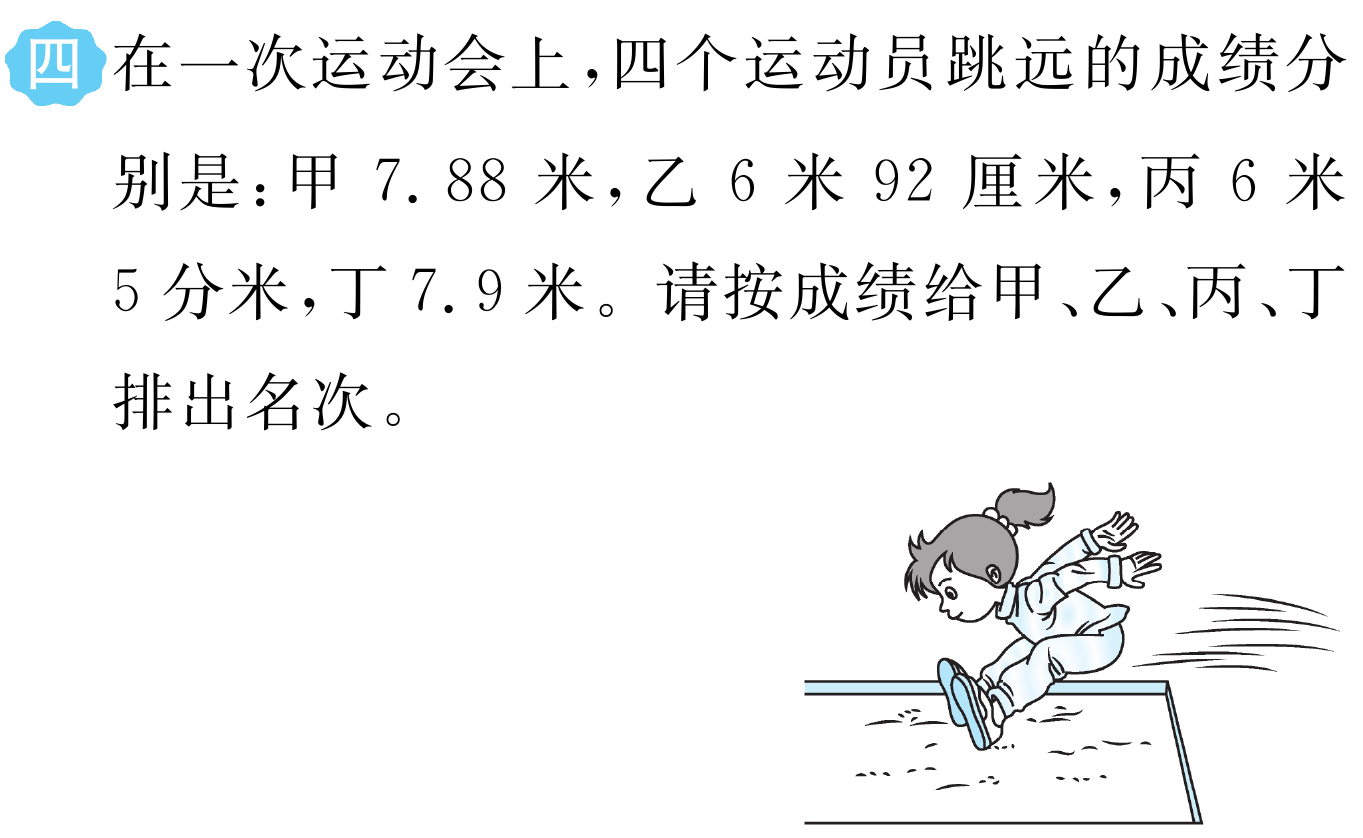 四 在一次运动会上,四个运动员跳远的成绩分
别是:甲 7.88 米,乙 6 米 92 厘米,丙 6 米
5 分米,丁 7.9 米。请按成绩给甲、乙、丙、丁
排出名次。